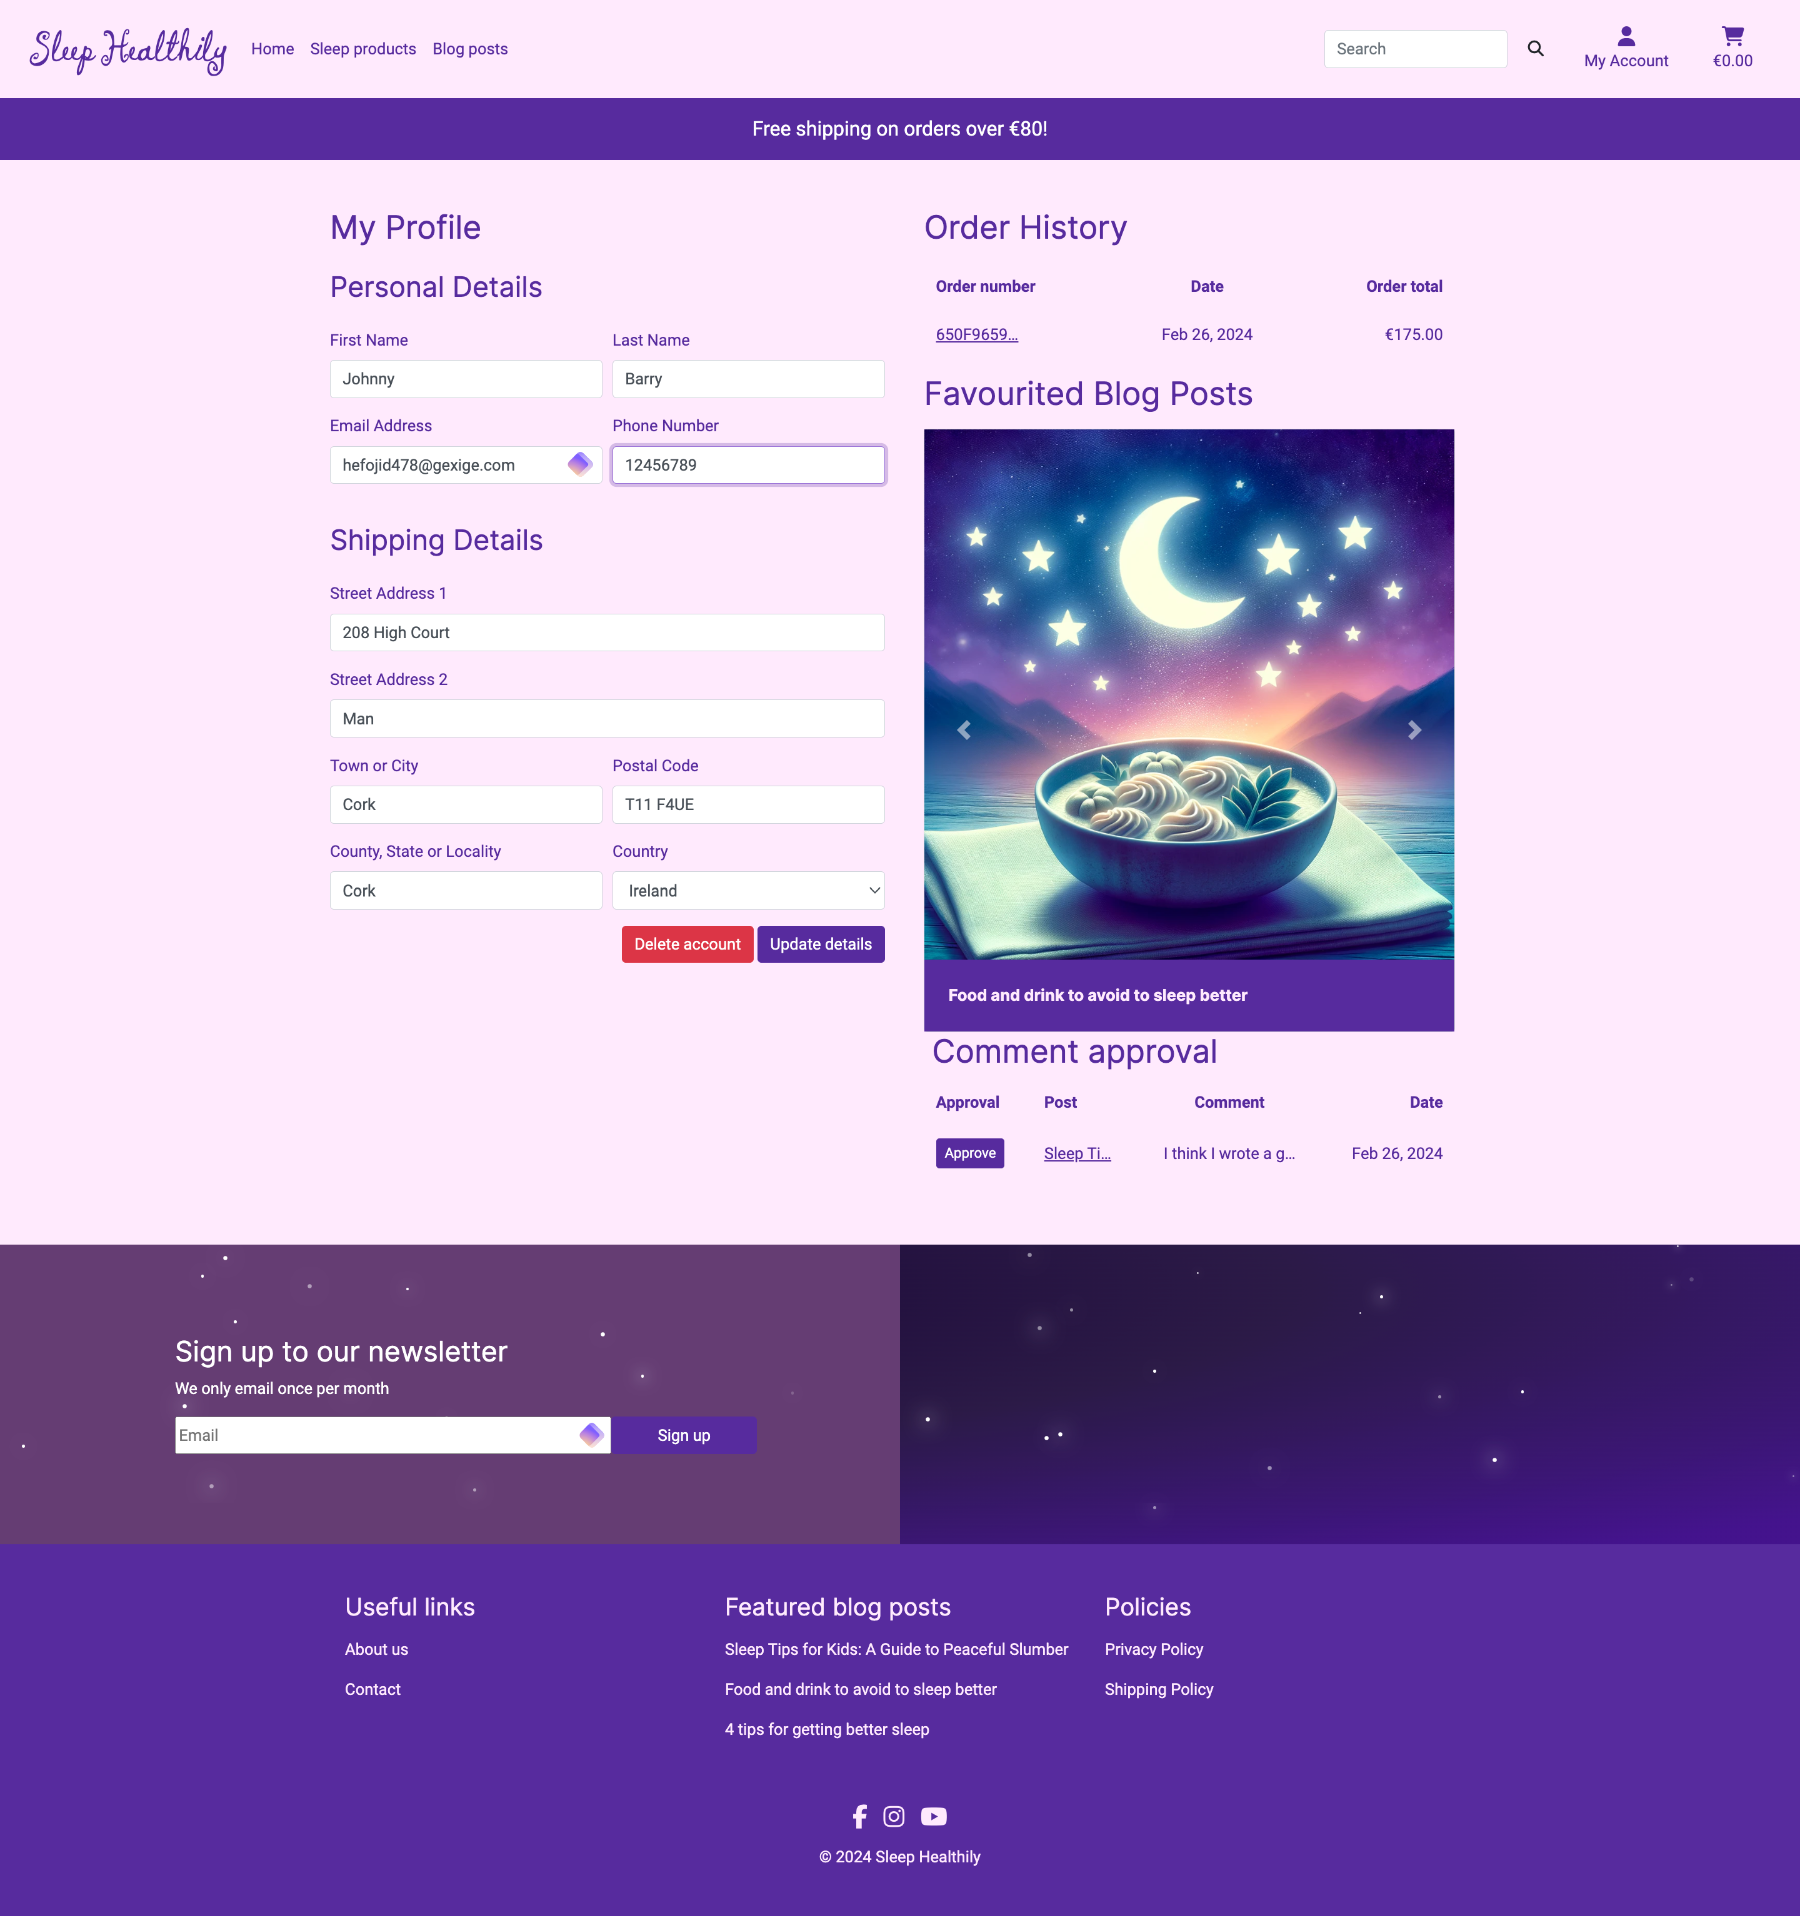 Sleep Healthily
Home
Sleep products
Blog posts
Search
My Account
€0.00
Free shipping on orders over €80!
My Profile
Personal Details
First Name
Last Name
Johnny
Barry
Email Address
Phone Number
hefojid478@gexige.com
12456789
Shipping Details
Street Address 1
208 High Court
Street Address 2
Man
Town or City
Postal Code
Cork
T11 F4UE
County, State or Locality
Country
Cork
Ireland
Delete account
Update details
Order History
Order number Date Order total
650F9659... Feb 26, 2024 €175.00
Favourited Blog Posts
Food and drink to avoid to sleep better
Comment approval
Approval Post Comment Date
Approve Sleep Ti... I think I wrote a g... Feb 26, 2024
Sign up to our newsletter
We only email once per month
Email
Sign up
Useful links
About us
Contact
Featured blog posts
Sleep Tips for Kids: A Guide to Peaceful Slumber
Food and drink to avoid to sleep better
4 tips for getting better sleep
Policies
Privacy Policy
Shipping Policy
© 2024 Sleep Healthily